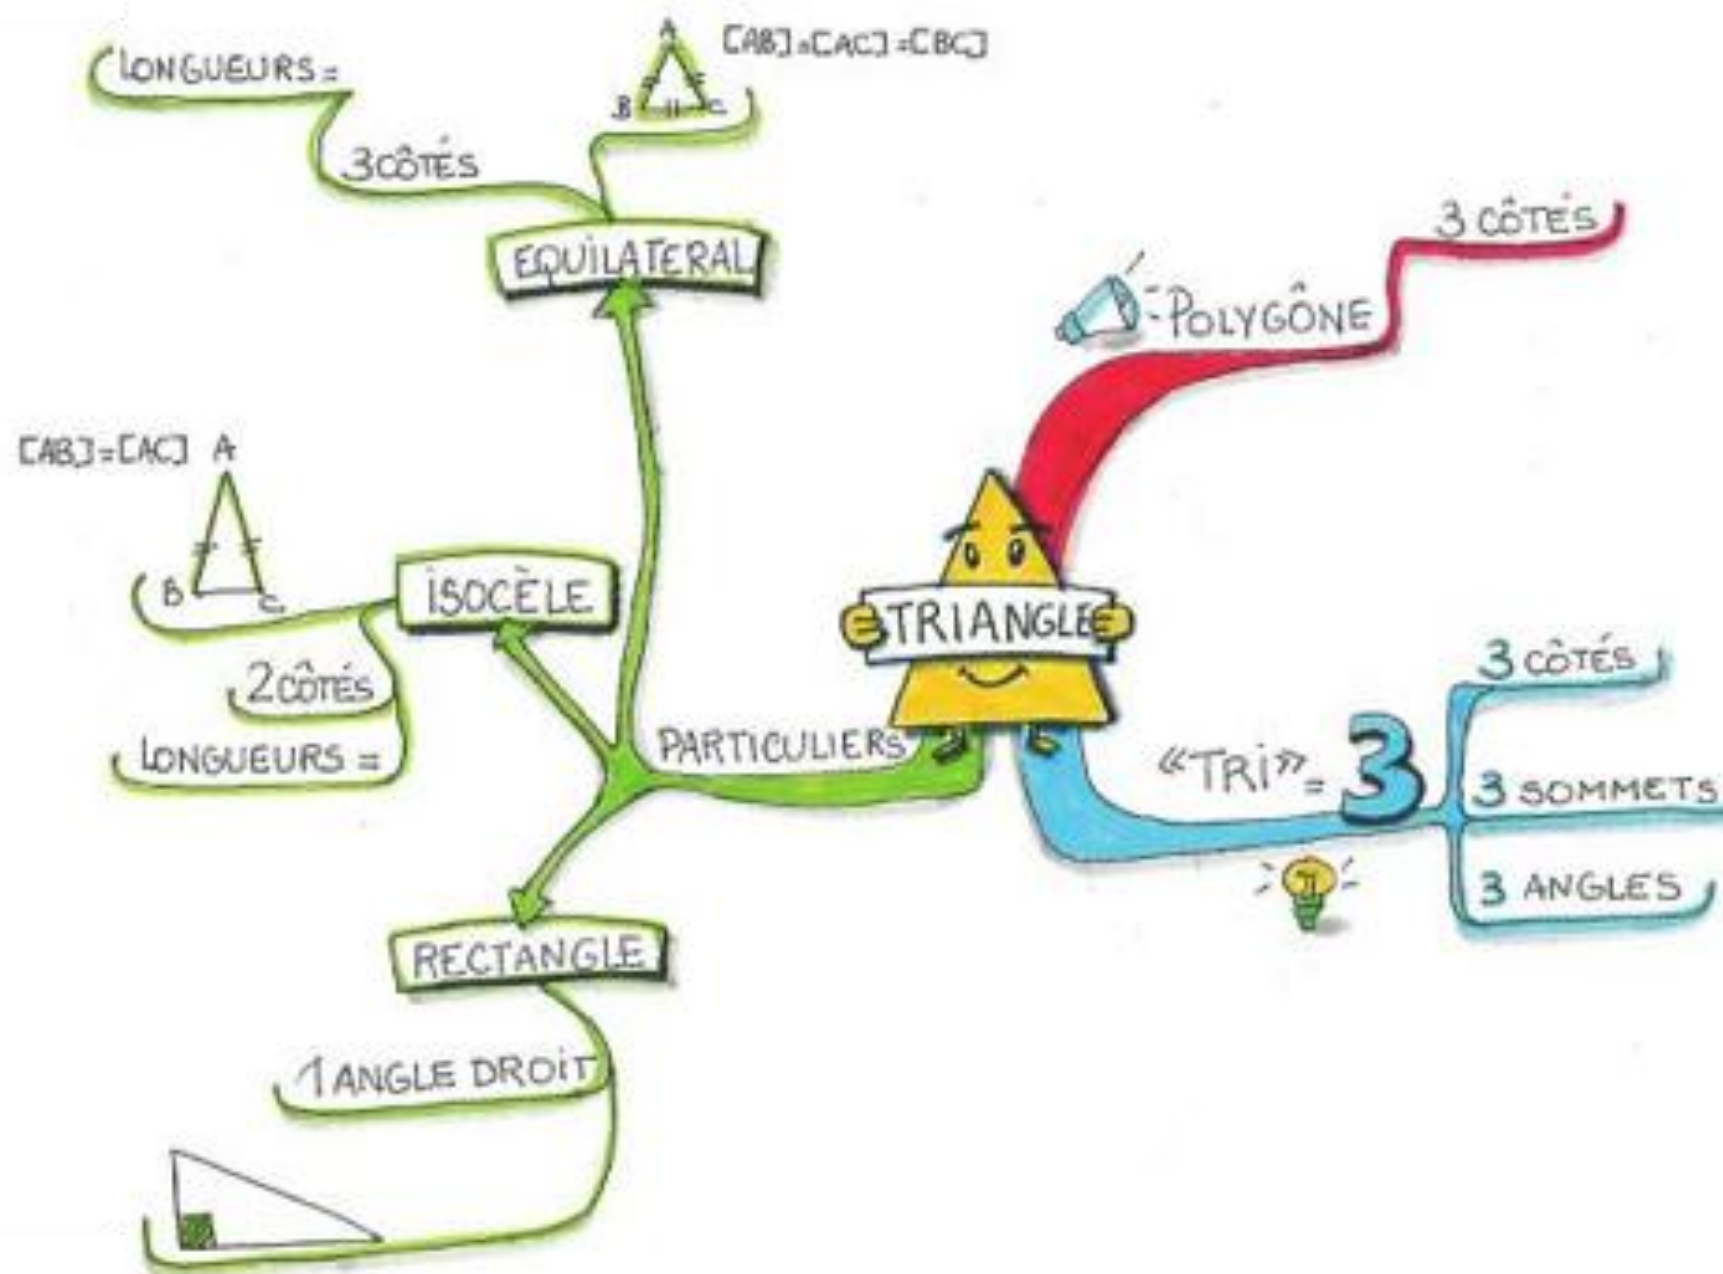 LONGUEURS =
3 CÔTÉS
A
B
C
[AB] = [AC] = [BC]
EQUILATERAL
[AB] = [AC]
A
B
C
ISOCÈLE
2 CÔTÉS
LONGUEURS =
PARTICULIERS
RECTANGLE
1 ANGLE DROIT
TRIANGLE
POLYGÔNE
3 CÔTÉS
«TRI» = 3
3 CÔTÉS
3 SOMMETS
3 ANGLES